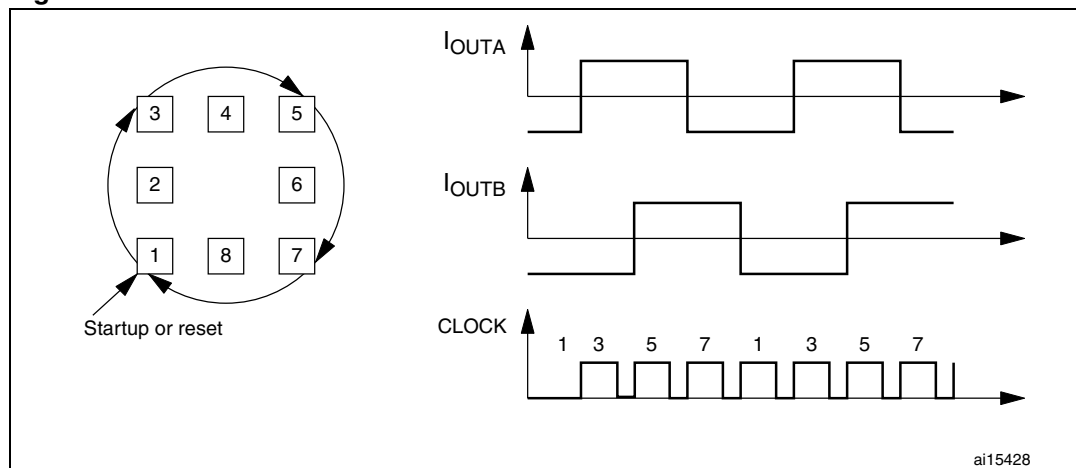 3 4 5
2 6
1 8 7
Startup or reset
IOUTA
IOUTB
CLOCK
1 3 5 7 1 3 5 7
ai15428